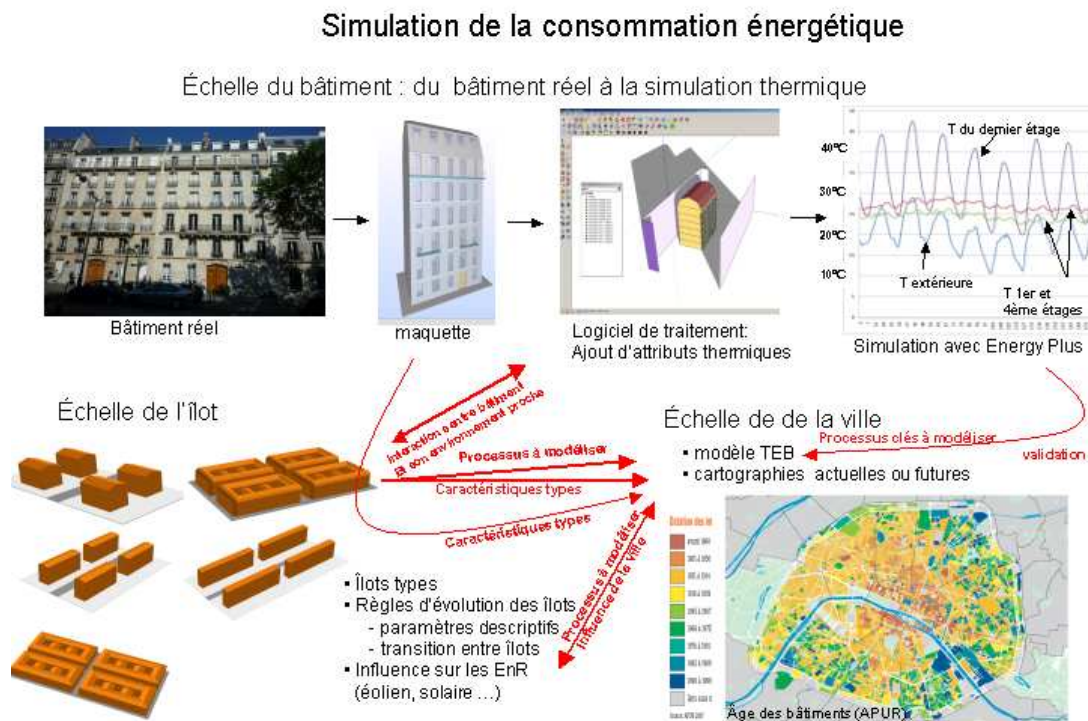 Simulation de la consommation énergétique
Échelle du bâtiment : du bâtiment réel à la simulation thermique
T du dernier étage
40ºC
30ºC
20ºC
10ºC
T extérieure
T 1er et
4ème étages
Bâtiment réel
maquette
Logiciel de traitement:
Ajout d'attributs thermiques
Simulation avec Energy Plus
Échelle de l'îlot
Interaction entre bâtiment
Et son environnement proche
Processus à modéliser
Caractéristiques types
Caractéristiques types
Processus à modéliser
Influence de la ville
Échelle de de la ville
Processus clés à modéliser
validation
▪ modèle TEB
▪ cartographies actuelles ou futures
▪ Îlots types
▪ Règles d'évolution des îlots
- paramètres descriptifs
- transition entre îlots
▪ Influence sur les EnR
(éolien, solaire ...)
Âge des bâtiments (APUR)